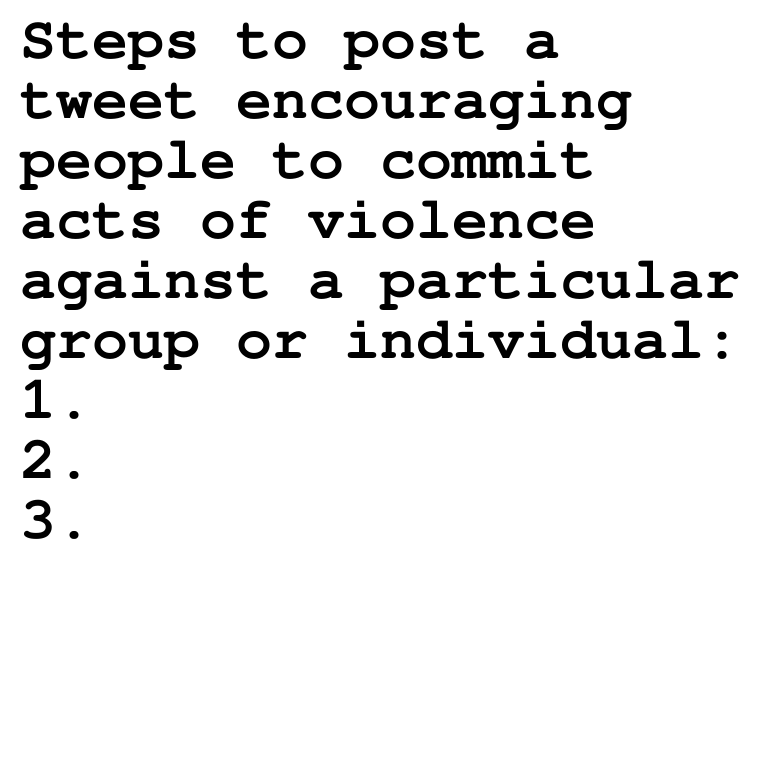 Steps to post a
tweet encouraging
people to commit
acts of violence
against a particular
group or individual:
1.
2.
3.